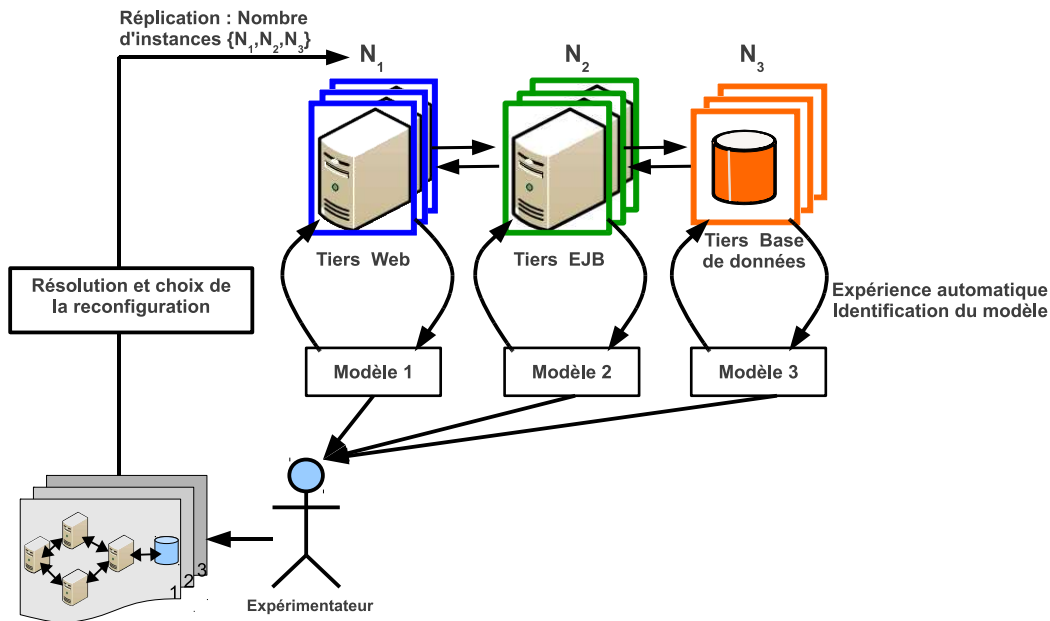 Réplication : Nombre
d'instances {N1,N2,N3}
N1
N2
N3
Tiers Web
Tiers EJB
Tiers Base
de données
Résolution et choix de
la reconfiguration
Expérience automatique
Identification du modèle
Modèle 1
Modèle 2
Modèle 3
3
2
1
Expérimentateur